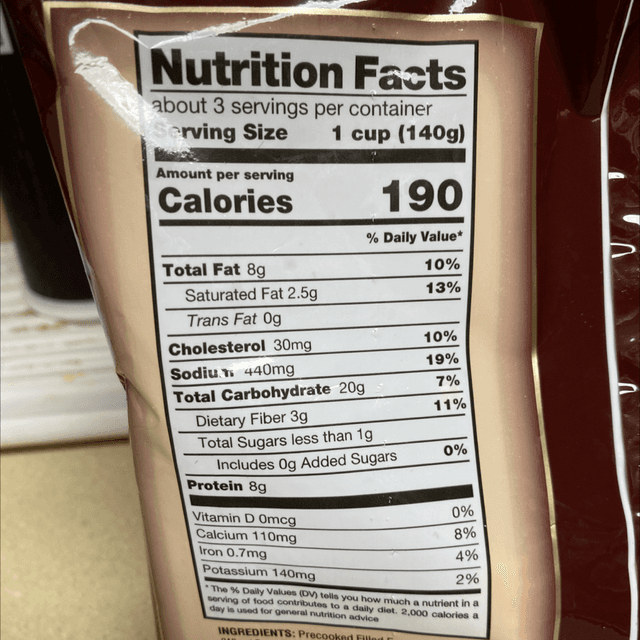 Nutrition Facts
about 3 servings per container
Serving Size 1 cup (140g)
Amount per serving
Calories 190
% Daily Value*
Total Fat 8g 10%
Saturated Fat 2.5g 13%
Trans Fat 0g
Cholesterol 30mg 10%
Sodium 440mg 19%
Total Carbohydrate 20g 7%
Dietary Fiber 3g 11%
Total Sugars less than 1g
Includes 0g Added Sugars 0%
Protein 8g
Vitamin D 0mcg 0%
Calcium 110mg 8%
Iron 0.7mg 4%
Potassium 140mg 2%
* The % Daily Values (DV) tells you how much a nutrient in a
serving of food contributes to a daily diet. 2,000 calories a
day is used for general nutrition advice
INGREDIENTS: Precooked Filled